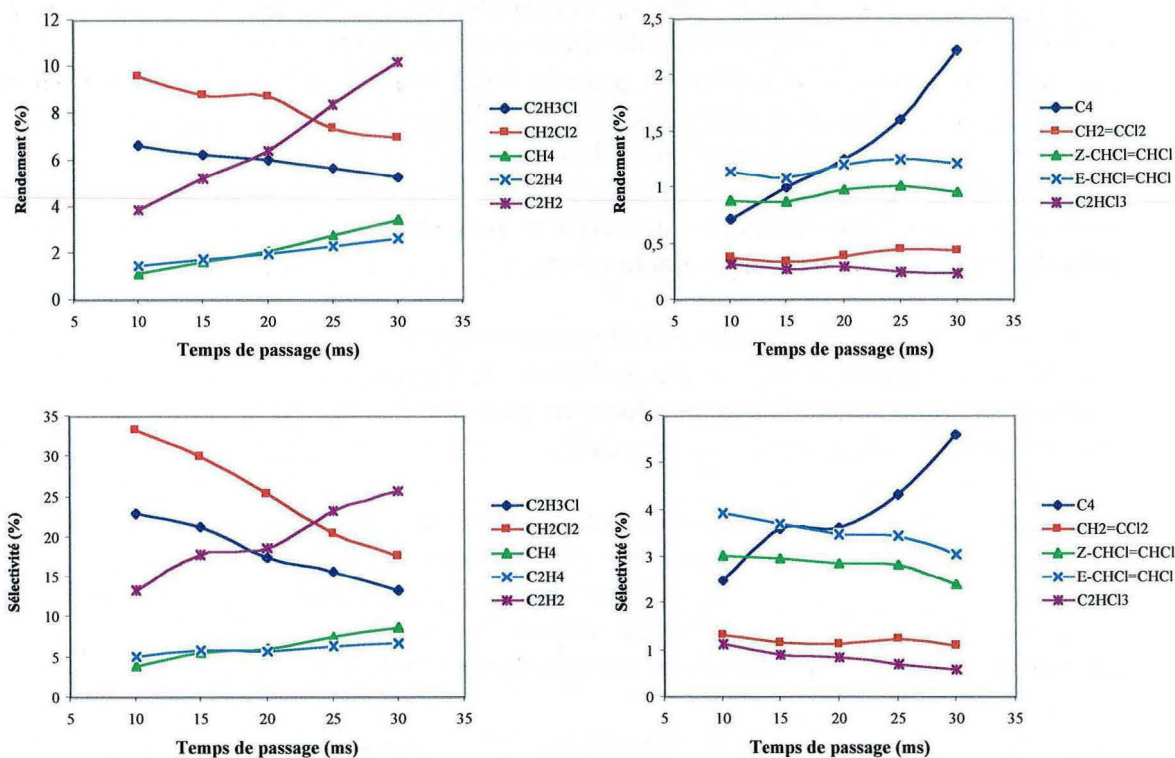 12
10
8
6
4
2
0
Rendement (%)
5 10 15 20 25 30 35
Temps de passage (ms)
C2H3Cl
CH2Cl2
CH4
C2H4
C2H2
2,5
2
1,5
1
0,5
0
Rendement (%)
5 10 15 20 25 30 35
Temps de passage (ms)
C4
CH2=CCl2
Z-CHCl=CHCl
E-CHCl=CHCl
C2HCl3
35
30
25
20
15
10
5
0
Sélectivité (%)
5 10 15 20 25 30 35
Temps de passage (ms)
C2H3Cl
CH2Cl2
CH4
C2H4
C2H2
6
5
4
3
2
1
0
Sélectivité (%)
5 10 15 20 25 30 35
Temps de passage (ms)
C4
CH2=CCl2
Z-CHCl=CHCl
E-CHCl=CHCl
C2HCl3